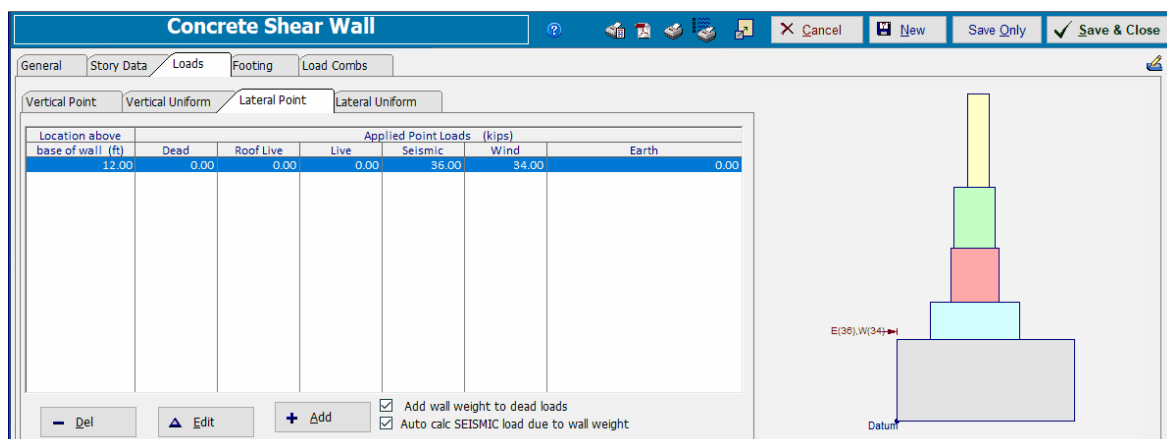 Concrete Shear Wall
Cancel New Save Only Save & Close
General Story Data Loads Footing Load Combs
Vertical Point Vertical Uniform Lateral Point Lateral Uniform
Location above Applied Point Loads (kips)
base of wall (ft) Dead Roof Live Live Seismic Wind Earth
12.00 0.00 0.00 0.00 36.00 34.00 0.00
E(36),W(34)
Add wall weight to dead loads
Del Edit Add
Auto calc SEISMIC load due to wall weight
Datum